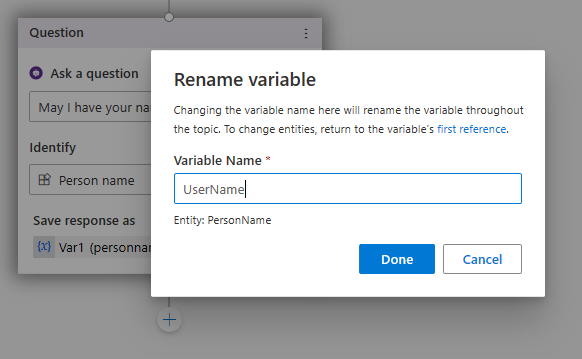 Question
Ask a question
May I have your
Identify
Person name
Save response as
{x} Var1
Rename variable
Changing the variable name here will rename the variable throughout
the topic. To change entities, return to the variable's first reference.
Variable Name *
UserName
Entity: PersonName
Done
Cancel